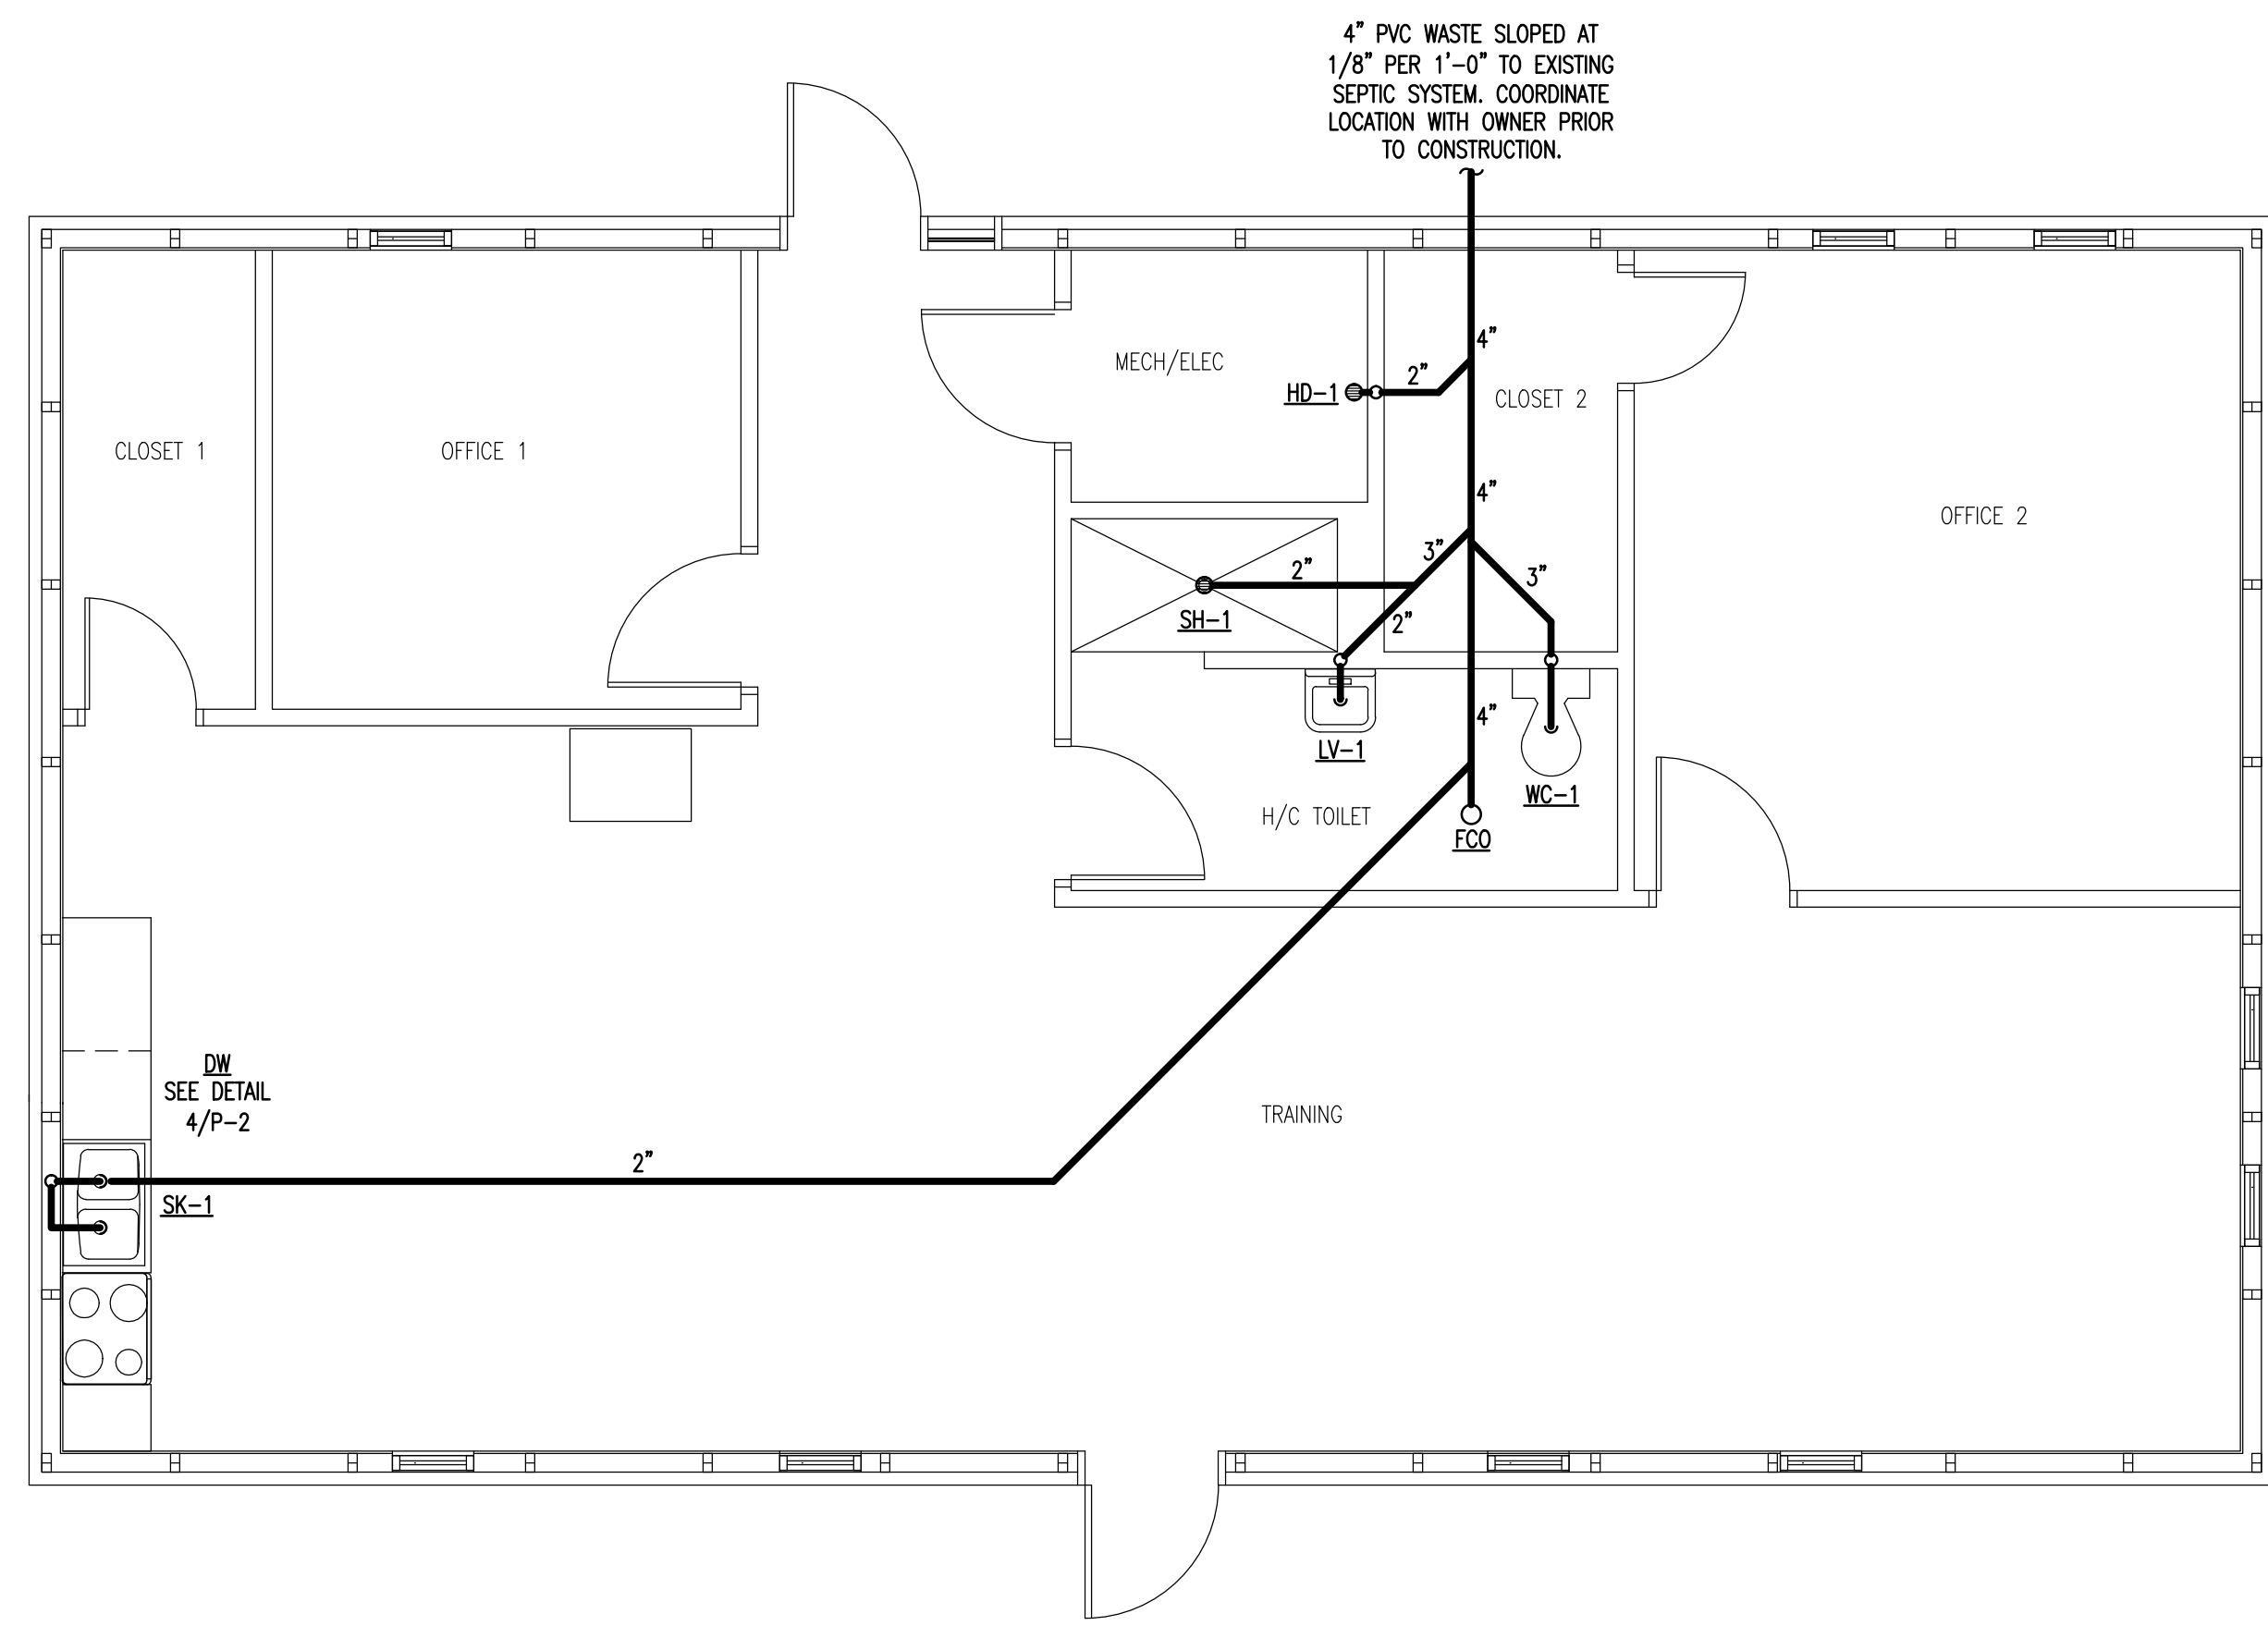 4" PVC WASTE SLOPED AT
1/8" PER 1'-0" TO EXISTING
SEPTIC SYSTEM. COORDINATE
LOCATION WITH OWNER PRIOR
TO CONSTRUCTION.
4"
MECH/ELEC
2"
HD-1
CLOSET 2
CLOSET 1
OFFICE 1
4"
OFFICE 2
3"
2"
3"
SH-1
2"
4"
LV-1
WC-1
H/C TOILET
FCO
DW
SEE DETAIL
4/P-2
TRAINING
2"
SK-1